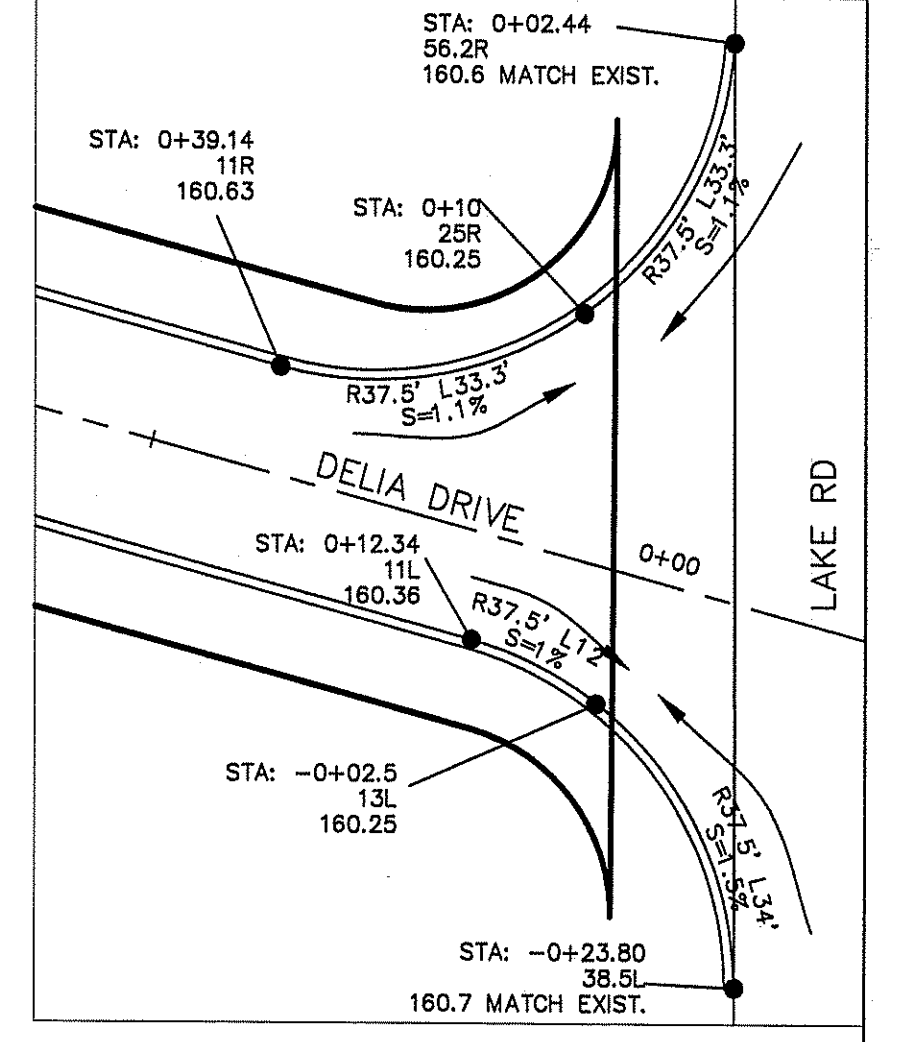 STA: 0+02.44
56.2R
160.6 MATCH EXIST.
STA: 0+39.14
11R
160.63
STA: 0+10
25R
160.25
R37.5' L33.3'
S=1.1%
R37.5' L33.3'
S=1.1%
DELIA DRIVE
0+00
LAKE RD
STA: 0+12.34
11L
160.36
R37.5' L12'
S=1%
STA: -0+02.5
13L
160.25
R37.5' L34'
S=1.5%
STA: -0+23.80
38.5L
160.7 MATCH EXIST.